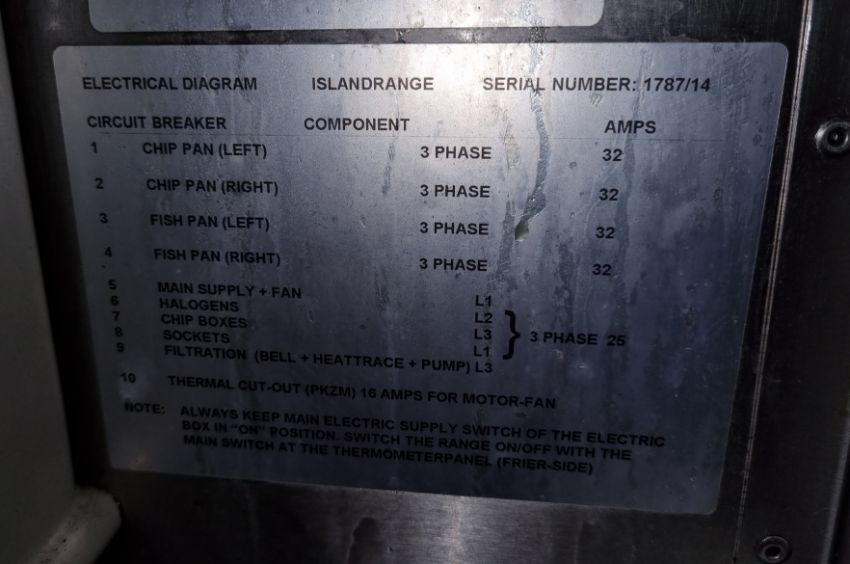 ELECTRICAL DIAGRAM ISLANDRANGE SERIAL NUMBER: 1787/14
CIRCUIT BREAKER COMPONENT AMPS
1 CHIP PAN (LEFT) 3 PHASE 32
2 CHIP PAN (RIGHT) 3 PHASE 32
3 FISH PAN (LEFT) 3 PHASE 32
4 FISH PAN (RIGHT) 3 PHASE 32
5 MAIN SUPPLY + FAN L1
6 HALOGENS L2
7 CHIP BOXES L3
8 SOCKETS L1
9 FILTRATION (BELL + HEATTRACE + PUMP) L3
} 3 PHASE 25
10 THERMAL CUT-OUT (PKZM) 16 AMPS FOR MOTOR-FAN
NOTE: ALWAYS KEEP MAIN ELECTRIC SUPPLY SWITCH OF THE ELECTRIC
BOX IN "ON" POSITION. SWITCH THE RANGE ON/OFF WITH THE
MAIN SWITCH AT THE THERMOMETERPANEL (FRIER-SIDE)